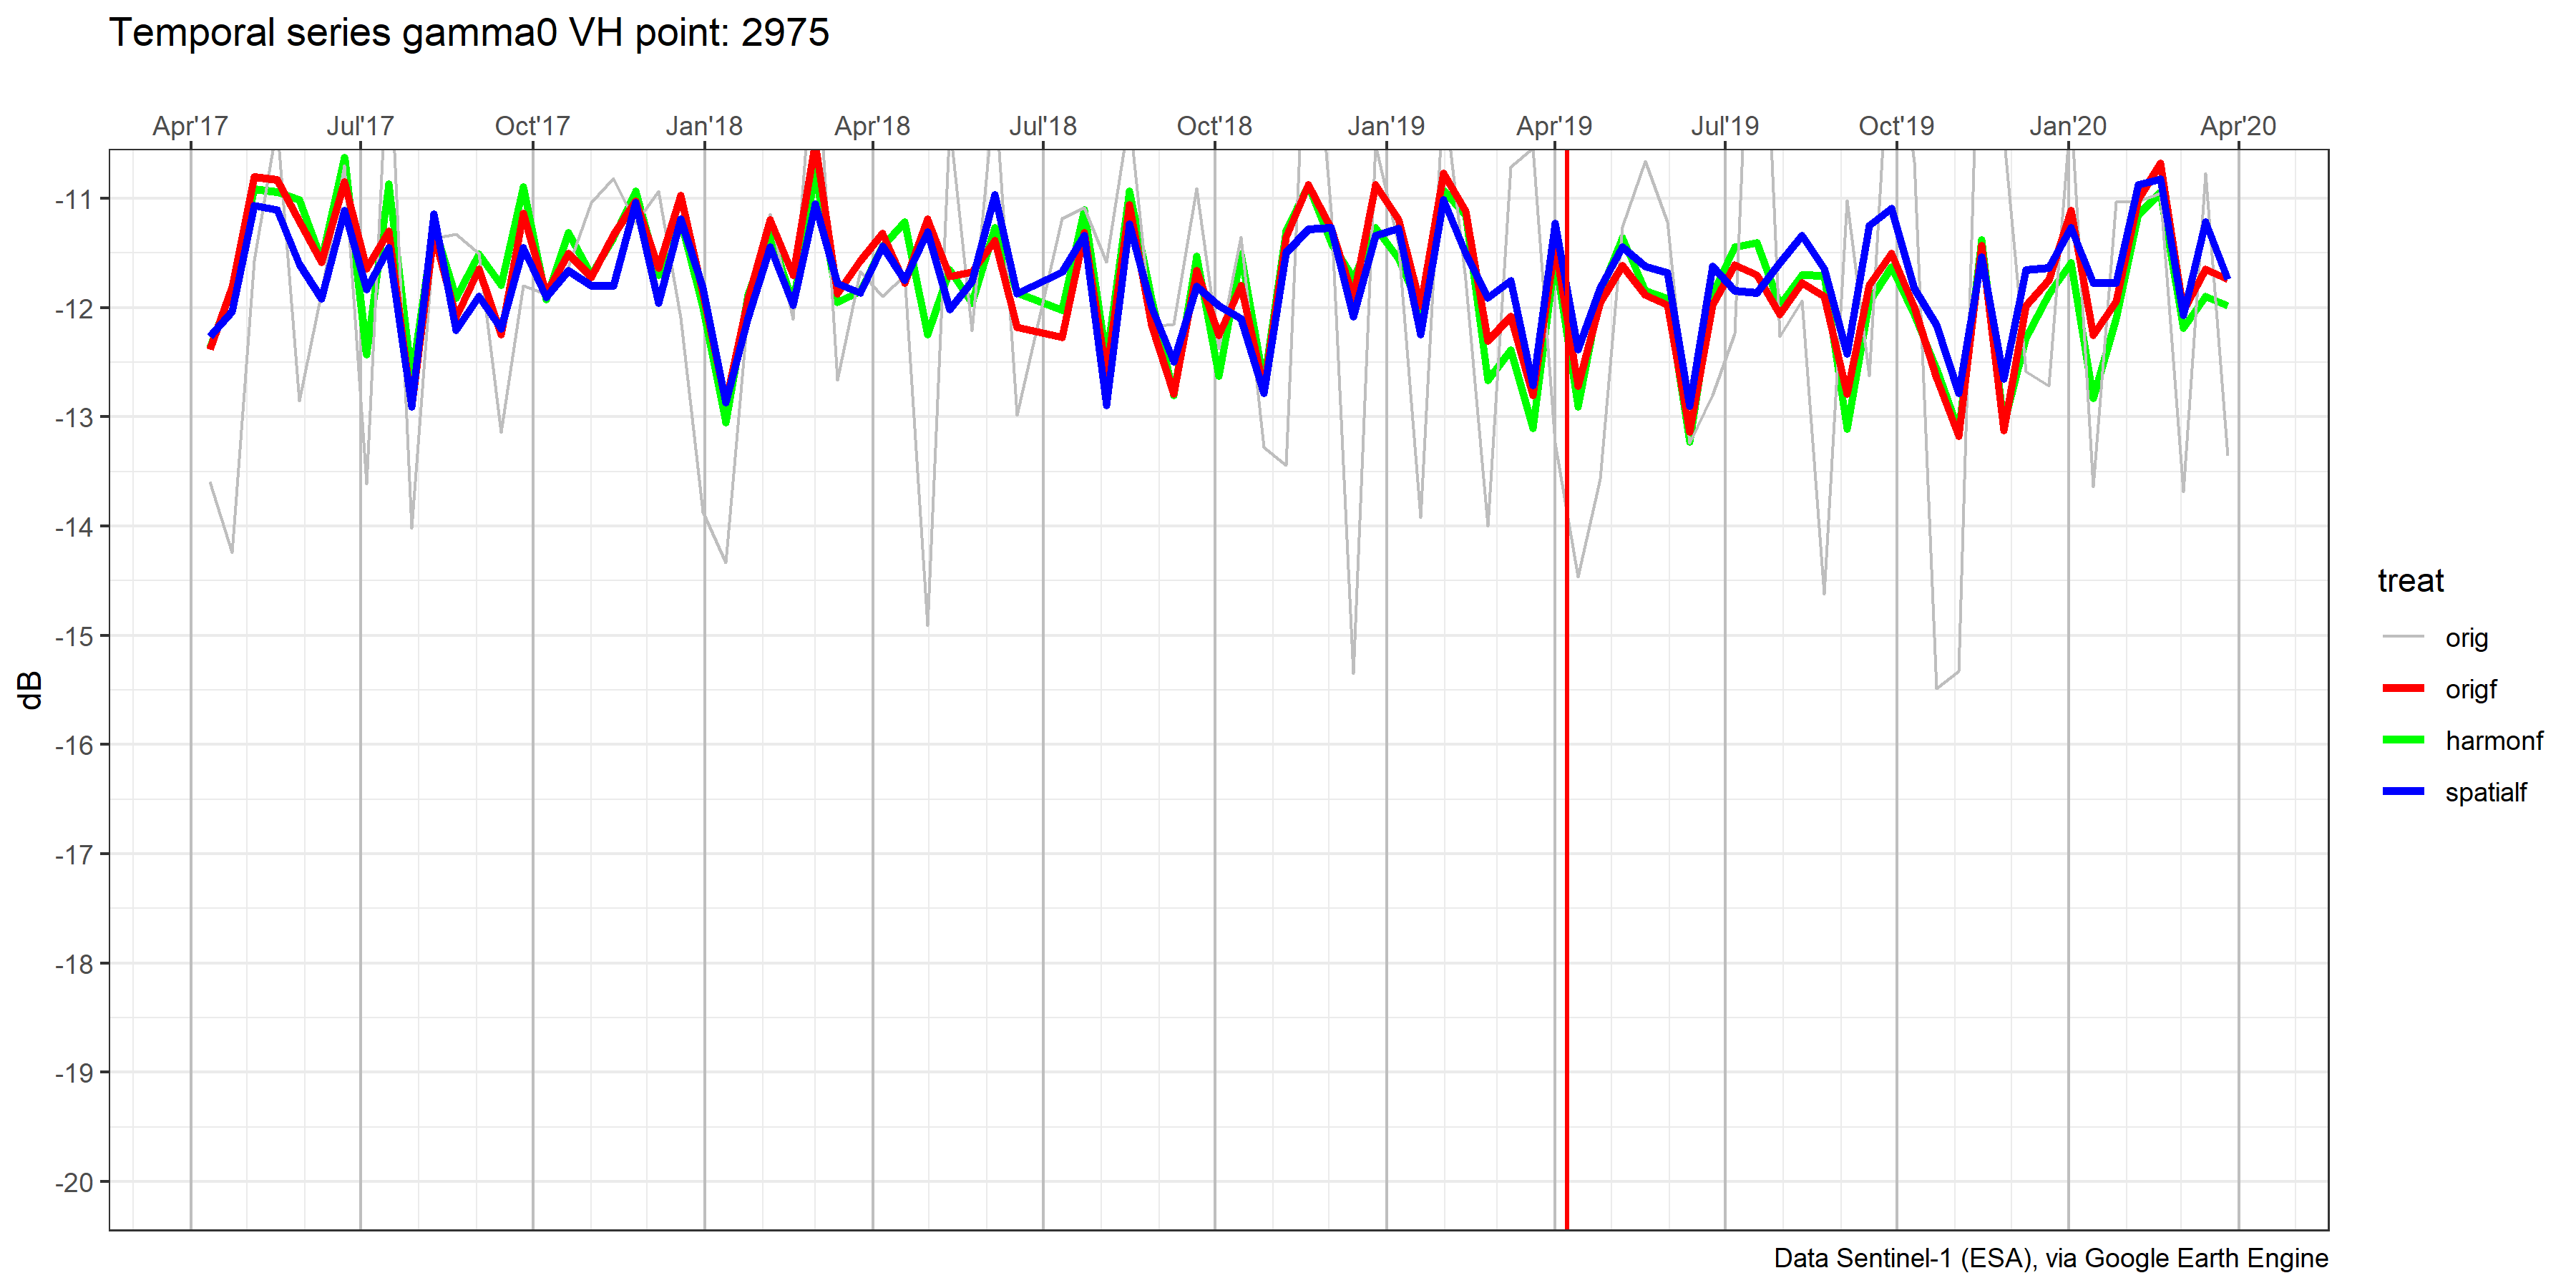 Temporal series gamma0 VH point: 2975
Apr'17 Jul'17 Oct'17 Jan'18 Apr'18 Jul'18 Oct'18 Jan'19 Apr'19 Jul'19 Oct'19 Jan'20 Apr'20
-11
-12
-13
-14
-15
-16
-17
-18
-19
-20
dB
treat
orig
origf
harmonf
spatialf
Data Sentinel-1 (ESA), via Google Earth Engine